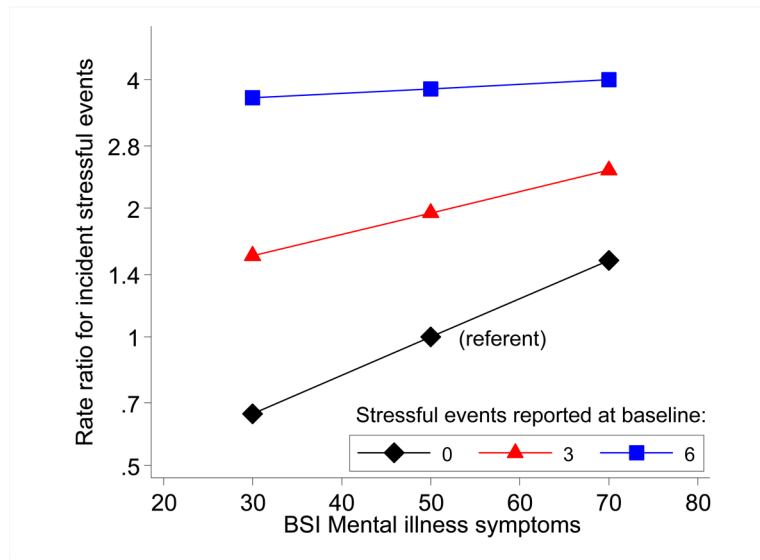 Rate ratio for incident stressful events
4
2.8
2
1.4
1
.7
.5
(referent)
Stressful events reported at baseline:
0 3 6
20 30 40 50 60 70 80
BSI Mental illness symptoms